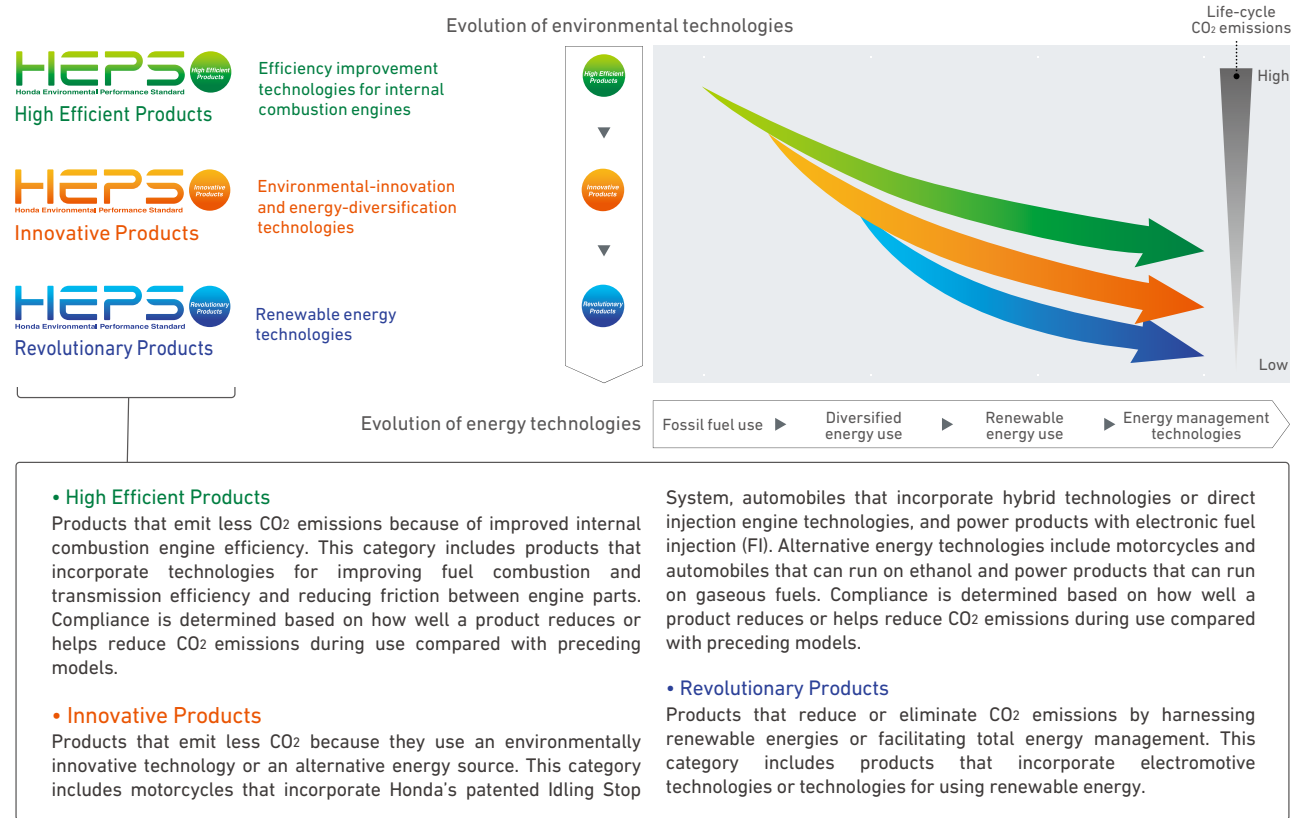 Evolution of environmental technologies
Life-cycle
CO2 emissions
High
Low
HEPS
High Efficient
Products
Honda Environmental Performance Standard
High Efficient Products
Efficiency improvement
technologies for internal
combustion engines
High Efficient
Products
HEPS
Innovative
Products
Honda Environmental Performance Standard
Innovative Products
Environmental-innovation
and energy-diversification
technologies
Innovative
Products
HEPS
Revolutionary
Products
Honda Environmental Performance Standard
Revolutionary Products
Renewable energy
technologies
Revolutionary
Products
Evolution of energy technologies
Fossil fuel use
Diversified
energy use
Renewable
energy use
Energy management
technologies
• High Efficient Products
Products that emit less CO2 emissions because of improved internal
combustion engine efficiency. This category includes products that
incorporate technologies for improving fuel combustion and
transmission efficiency and reducing friction between engine parts.
Compliance is determined based on how well a product reduces or
helps reduce CO2 emissions during use compared with preceding
models.
• Innovative Products
Products that emit less CO2 because they use an environmentally
innovative technology or an alternative energy source. This category
includes motorcycles that incorporate Honda's patented Idling Stop
System, automobiles that incorporate hybrid technologies or direct
injection engine technologies, and power products with electronic fuel
injection (FI). Alternative energy technologies include motorcycles and
automobiles that can run on ethanol and power products that can run
on gaseous fuels. Compliance is determined based on how well a
product reduces or helps reduce CO2 emissions during use compared
with preceding models.
• Revolutionary Products
Products that reduce or eliminate CO2 emissions by harnessing
renewable energies or facilitating total energy management. This
category includes products that incorporate electromotive
technologies or technologies for using renewable energy.